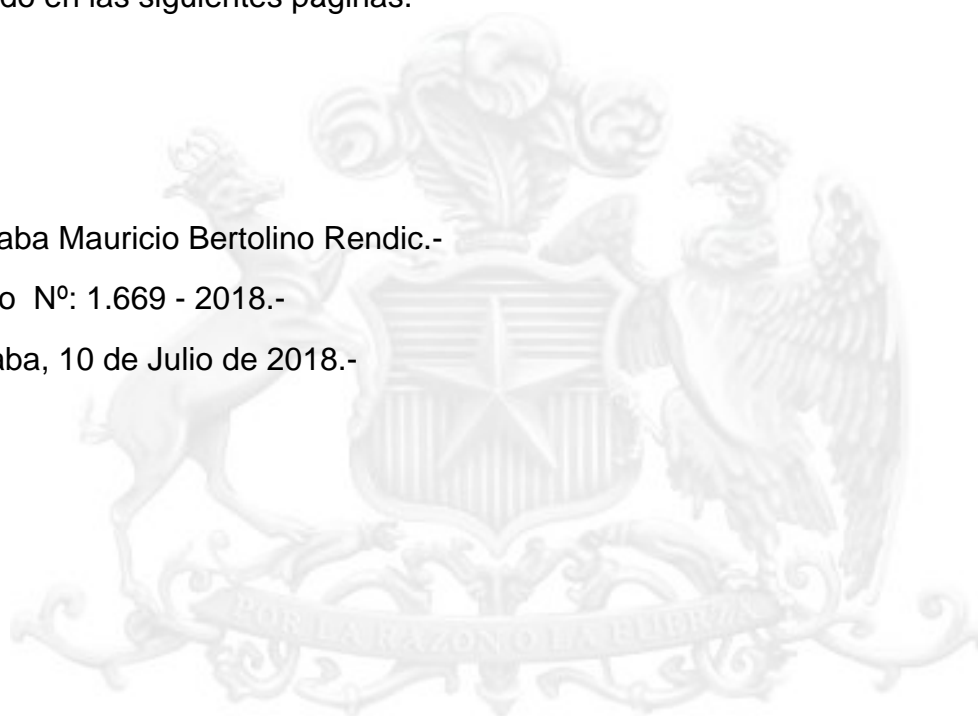 do en las siguientes páginas.
aba Mauricio Bertolino Rendic.-
o Nº: 1.669 - 2018.-
aba, 10 de Julio de 2018.-
POR LA RAZON O LA FUERZA